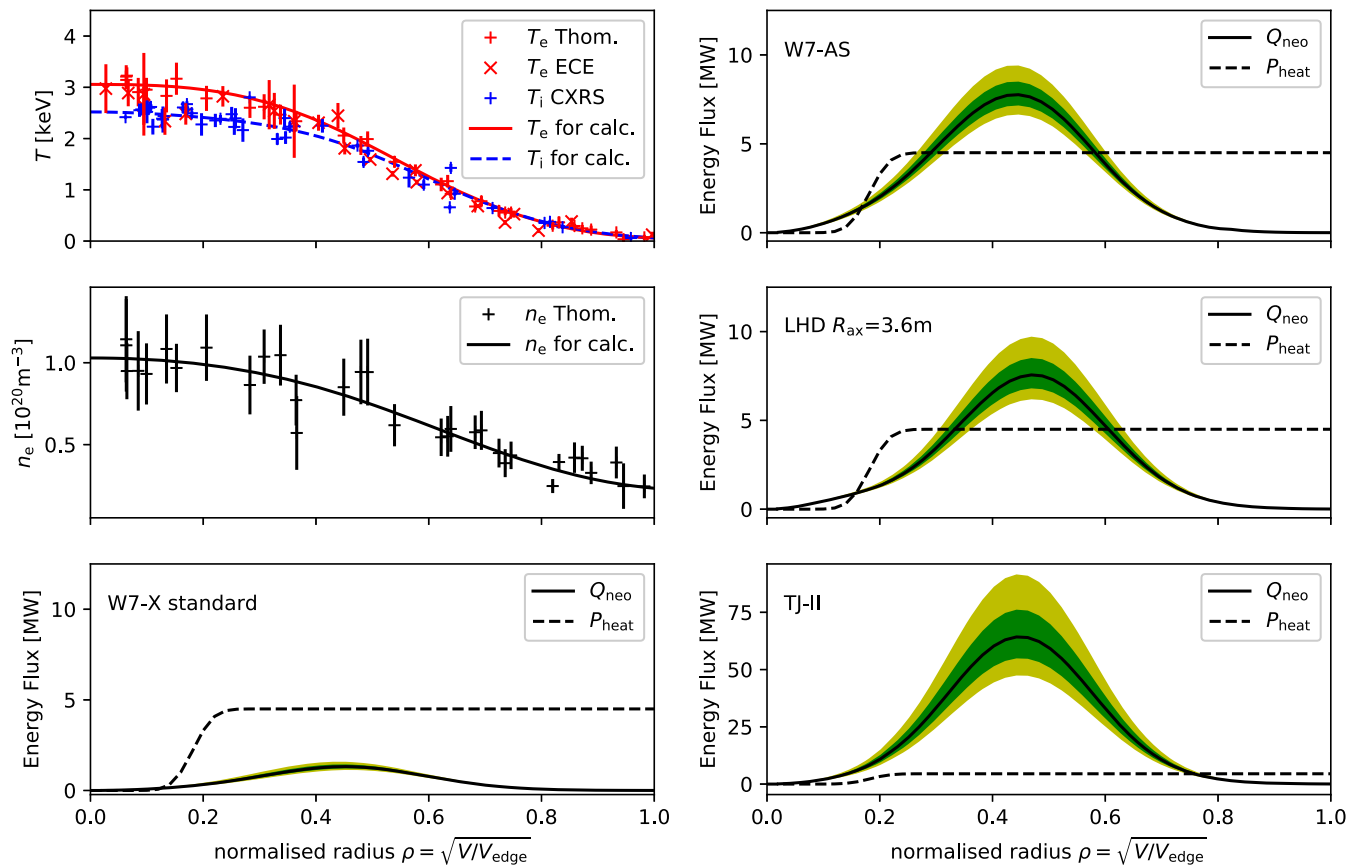 4
3
2
1
0
T [keV]
Te Thom.
Te ECE
Ti CXRS
Te for calc.
Ti for calc.
1.0
0.5
ne [10²⁰m⁻³]
ne Thom.
ne for calc.
10
5
0
Energy Flux [MW]
W7-X standard
Qneo
Pheat
0.0 0.2 0.4 0.6 0.8 1.0
normalised radius ρ = √V/Vedge
10
5
0
Energy Flux [MW]
W7-AS
Qneo
Pheat
10
5
0
Energy Flux [MW]
LHD Rax=3.6m
Qneo
Pheat
75
50
25
0
Energy Flux [MW]
TJ-II
Qneo
Pheat
0.0 0.2 0.4 0.6 0.8 1.0
normalised radius ρ = √V/Vedge